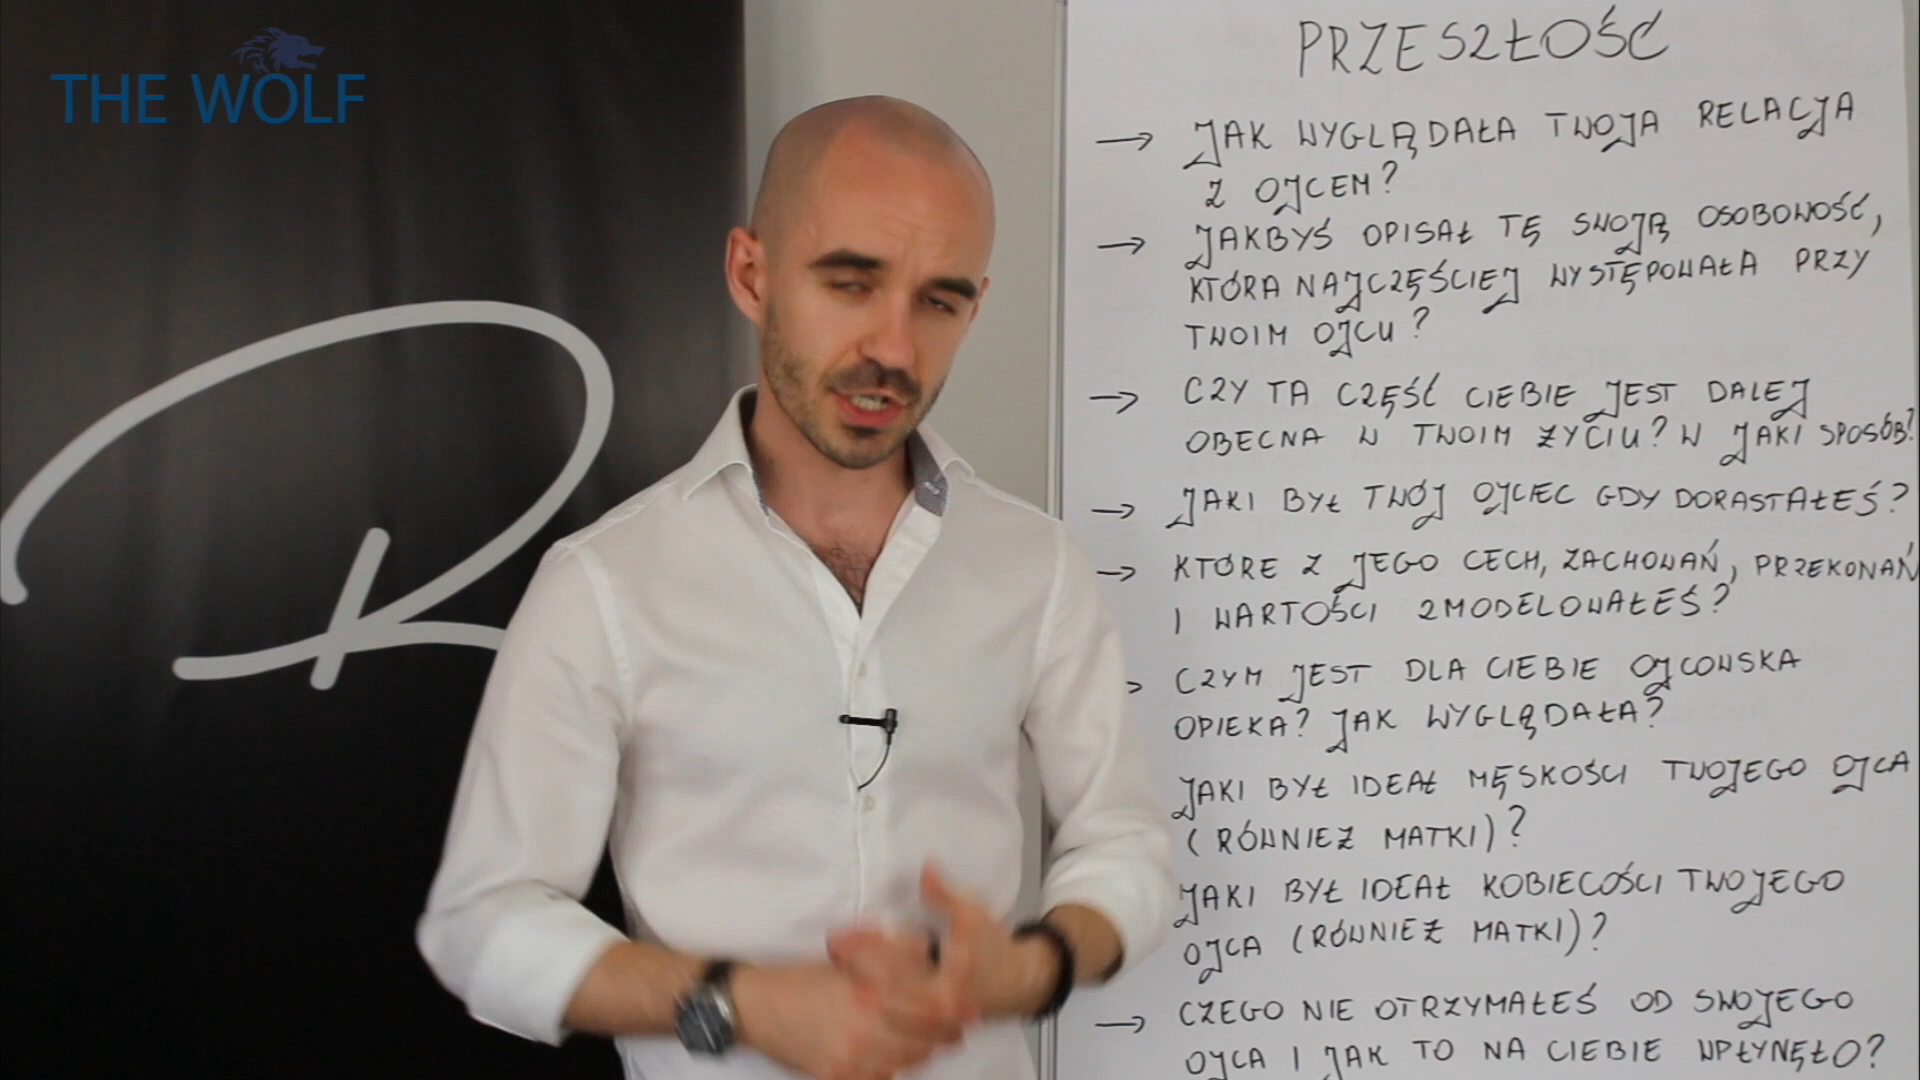 THE WOLF
R
PRZESZŁOŚĆ
→ JAK WYGLĄDAŁA TWOJA RELACJA
Z OJCEM?
→ JAKBYŚ OPISAŁ TĘ SWOJĄ OSOBOWOŚĆ,
KTÓRA NAJCZĘŚCIEJ WYSTĘPOWAŁA PRZY
TWOIM OJCU?
→ CZY TA CZĘŚĆ CIEBIE JEST DALEJ
OBECNA W TWOIM ŻYCIU? W JAKI SPOSÓB?
→ JAKI BYŁ TWÓJ OJCIEC GDY DORASTAŁEŚ?
→ KTÓRE Z JEGO CECH, ZACHOWAŃ, PRZEKONAŃ
I WARTOŚCI ZMODELOWAŁEŚ?
CZYM JEST DLA CIEBIE OJCOWSKA
OPIEKA? JAK WYGLĄDAŁA?
JAKI BYŁ IDEAŁ MĘSKOŚCI TWOJEGO OJCA
(RÓWNIEŻ MATKI)?
JAKI BYŁ IDEAŁ KOBIECOŚCI TWOJEGO
OJCA (RÓWNIEŻ MATKI)?
→ CZEGO NIE OTRZYMAŁEŚ OD SWOJEGO
OJCA I JAK TO NA CIEBIE WPŁYNĘŁO?